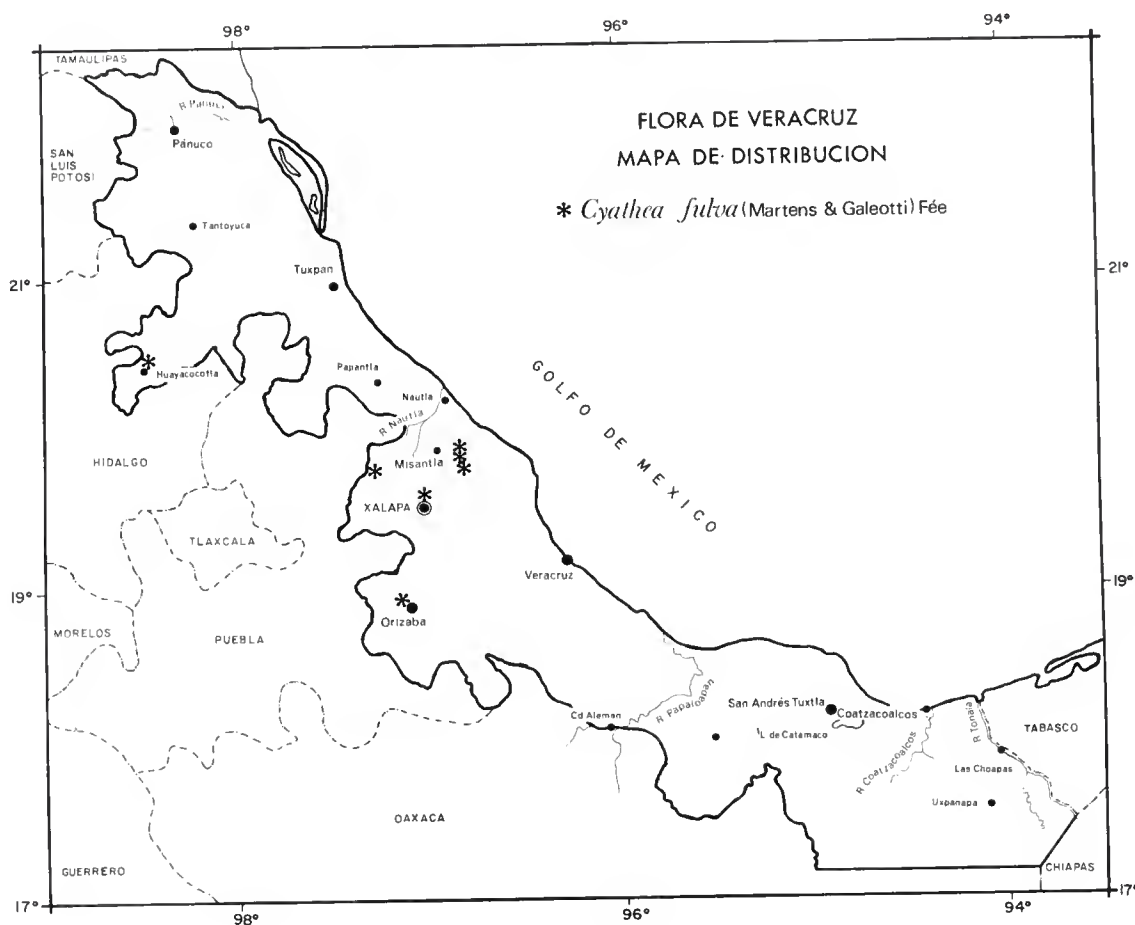 98°
96°
94°
TAMAULIPAS
R Panuco
Pánuco
SAN
LUIS
POTOSI
FLORA DE VERACRUZ
MAPA DE DISTRIBUCION
* Cyathea fulva (Martens & Galeotti) Fée
Tantoyuca
21°
Tuxpan
21°
Huayacocotla
Papantla
Nautla
R Nautla
GOLFO DE MEXICO
HIDALGO
Misantla
XALAPA
TLAXCALA
Veracruz
19°
19°
Orizaba
MORELOS
PUEBLA
Cd Aleman
R Papaloapan
San Andrés Tuxtla
Coatzacoalcos
L de Catamaco
R Coatzacoalcos
R Tonala
TABASCO
Las Choapas
Uxpanapa
OAXACA
GUERRERO
CHIAPAS
17°
17°
98°
96°
94°